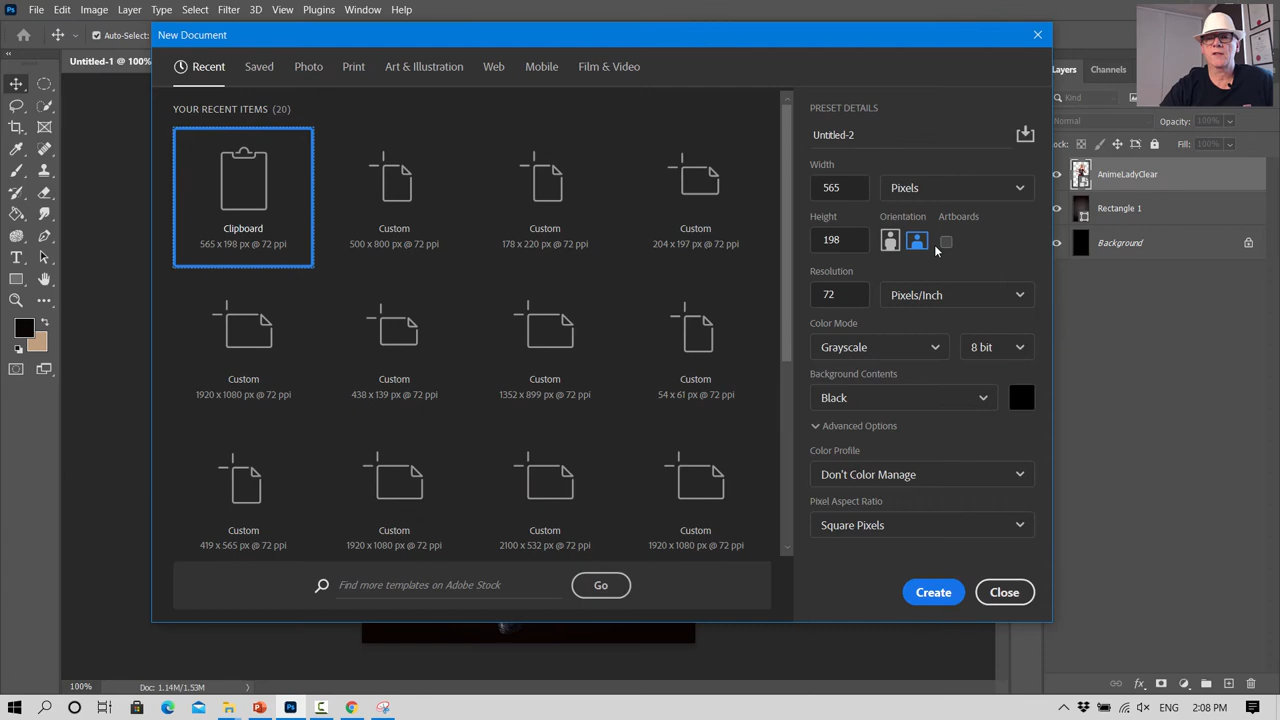 File Edit Image Layer Type Select Filter 3D View Plugins Window Help
Auto-Select:
Untitled-1 @ 100%
New Document
Recent Saved Photo Print Art & Illustration Web Mobile Film & Video
YOUR RECENT ITEMS (20)
Clipboard
565 x 198 px @ 72 ppi
Custom
500 x 800 px @ 72 ppi
Custom
178 x 220 px @ 72 ppi
Custom
204 x 197 px @ 72 ppi
Custom
1920 x 1080 px @ 72 ppi
Custom
438 x 139 px @ 72 ppi
Custom
1352 x 899 px @ 72 ppi
Custom
54 x 61 px @ 72 ppi
Custom
419 x 565 px @ 72 ppi
Custom
1920 x 1080 px @ 72 ppi
Custom
2100 x 532 px @ 72 ppi
Custom
1920 x 1080 px @ 72 ppi
Find more templates on Adobe Stock
Go
PRESET DETAILS
Untitled-2
Width
565 Pixels
Height Orientation Artboards
198
Resolution
72 Pixels/Inch
Color Mode
Grayscale 8 bit
Background Contents
Black
Advanced Options
Color Profile
Don't Color Manage
Pixel Aspect Ratio
Square Pixels
Create Close
Layers Channels
Kind
Normal Opacity: 100%
Fill: 100%
AnimeLadyClear
Rectangle 1
Background
100% Doc: 1.14M/1.53M
ENG 2:08 PM